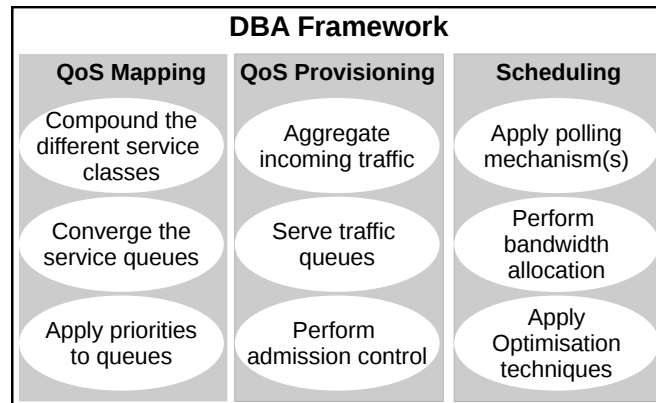 DBA Framework
QoS Mapping
Compound the
different service
classes
Converge the
service queues
Apply priorities
to queues
QoS Provisioning
Aggregate
incoming traffic
Serve traffic
queues
Perform
admission control
Scheduling
Apply polling
mechanism(s)
Perform
bandwidth
allocation
Apply
Optimisation
techniques